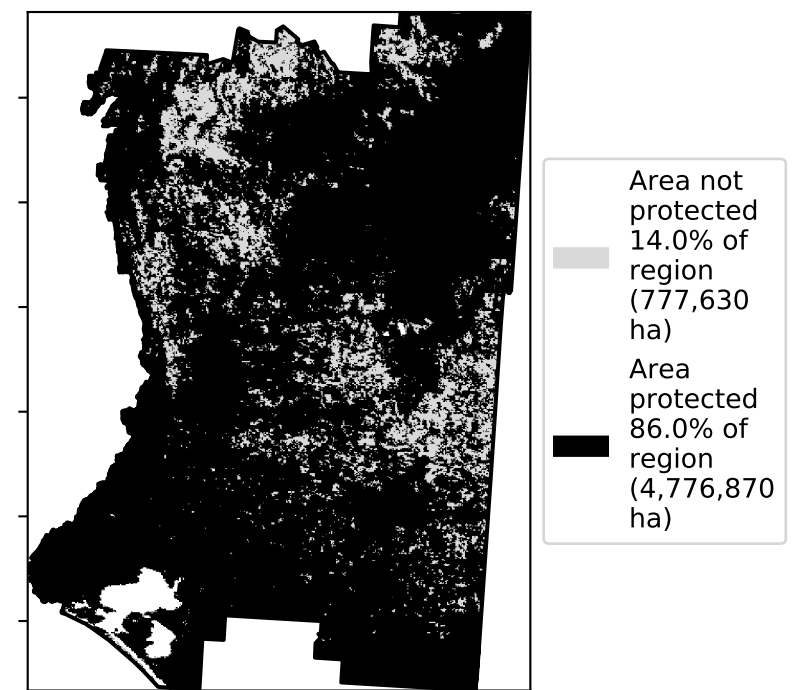 Area not
protected
14.0% of
region
(777,630
ha)
Area
protected
86.0% of
region
(4,776,870
ha)